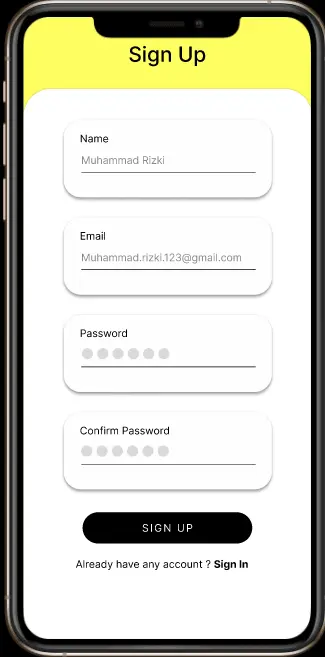 Sign Up
Name
Muhammad Rizki
Email
Muhammad.rizki.123@gmail.com
Password
Confirm Password
SIGN UP
Already have any account ? Sign In